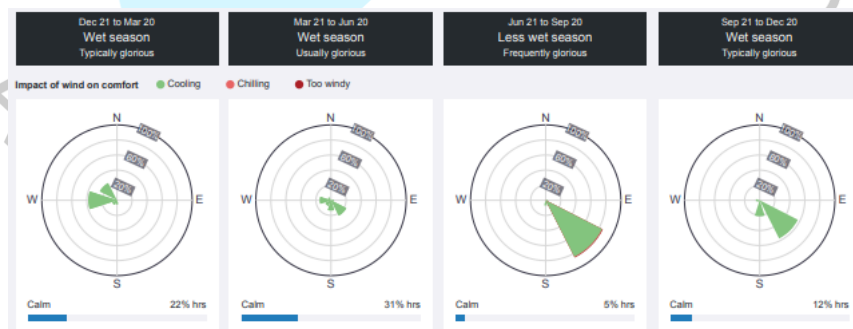 Dec 21 to Mar 20
Wet season
Typically glorious
Mar 21 to Jun 20
Wet season
Usually glorious
Jun 21 to Sep 20
Less wet season
Frequently glorious
Sep 21 to Dec 20
Wet season
Typically glorious
Impact of wind on comfort Cooling Chilling Too windy
N
100%
60%
20%
W E
S
Calm 22% hrs
N
100%
60%
20%
W E
S
Calm 31% hrs
N
100%
60%
20%
W E
S
Calm 5% hrs
N
100%
60%
20%
W E
S
Calm 12% hrs